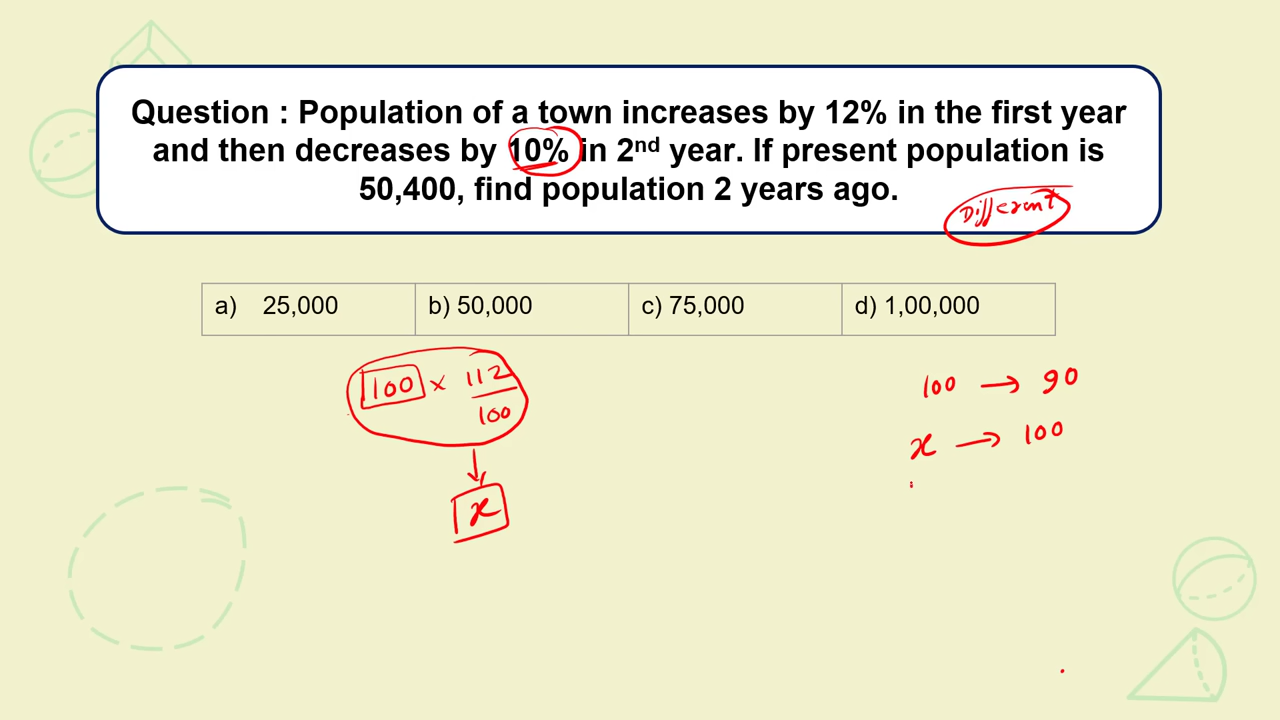 Question : Population of a town increases by 12% in the first year
and then decreases by 10% in 2nd year. If present population is
50,400, find population 2 years ago.
Different
a) 25,000 b) 50,000 c) 75,000 d) 1,00,000
100 × 112/100
x
100 → 90
x → 100